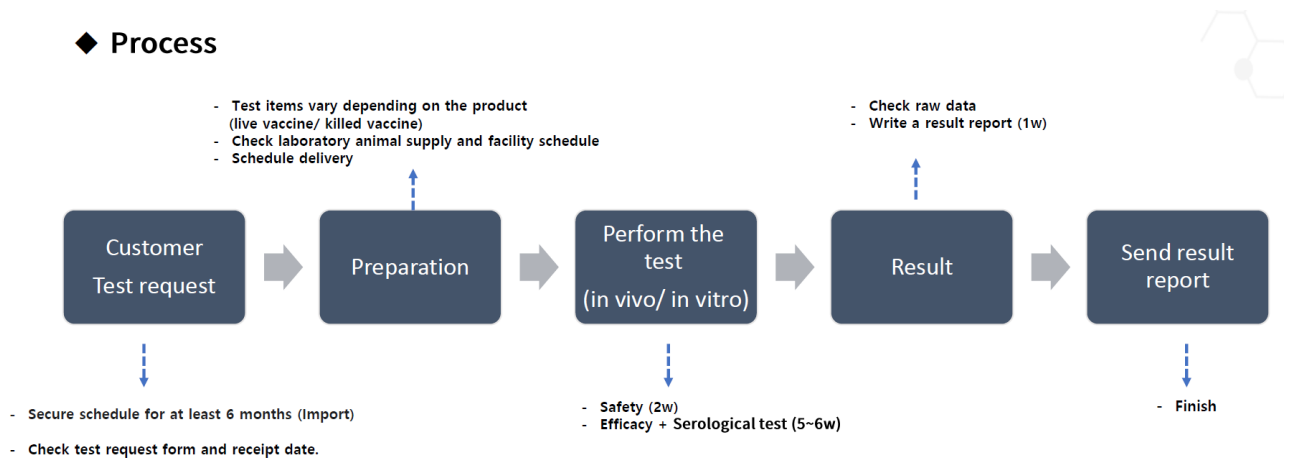 ◆ Process
- Test items vary depending on the product
(live vaccine/ killed vaccine)
- Check laboratory animal supply and facility schedule
- Schedule delivery
- Check raw data
- Write a result report (1w)
Customer
Test request
Preparation
Perform the
test
(in vivo/ in vitro)
Result
Send result
report
- Secure schedule for at least 6 months (Import)
- Check test request form and receipt date.
- Safety (2w)
- Efficacy + Serological test (5~6w)
- Finish